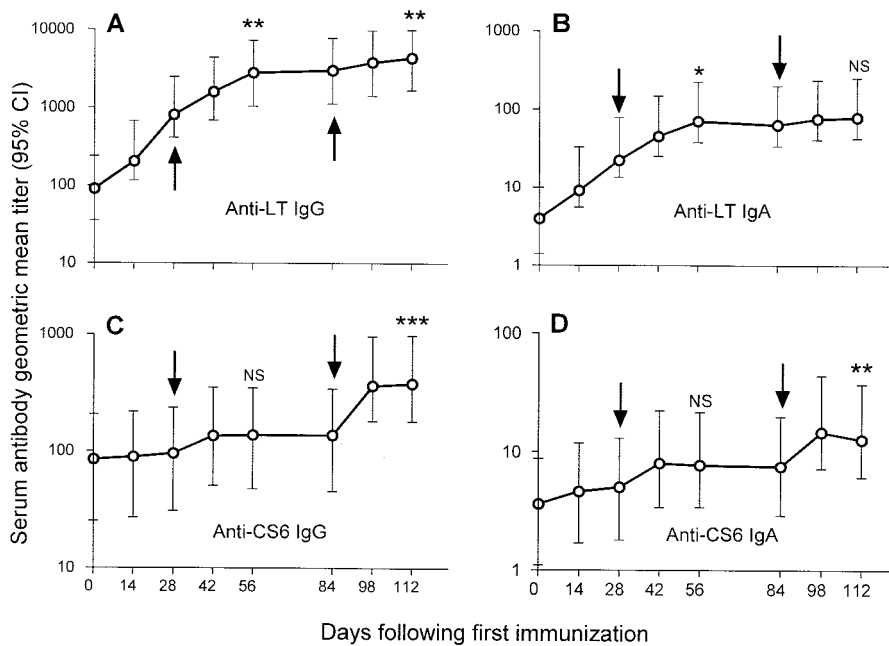 Serum antibody geometric mean titer (95% CI)
A
10000
1000
100
10
**
**
Anti-LT IgG
B
1000
100
10
1
*
NS
Anti-LT IgA
C
1000
100
10
NS
***
Anti-CS6 IgG
0 14 28 42 56 84 98 112
D
100
10
1
NS
**
Anti-CS6 IgA
0 14 28 42 56 84 98 112
Days following first immunization